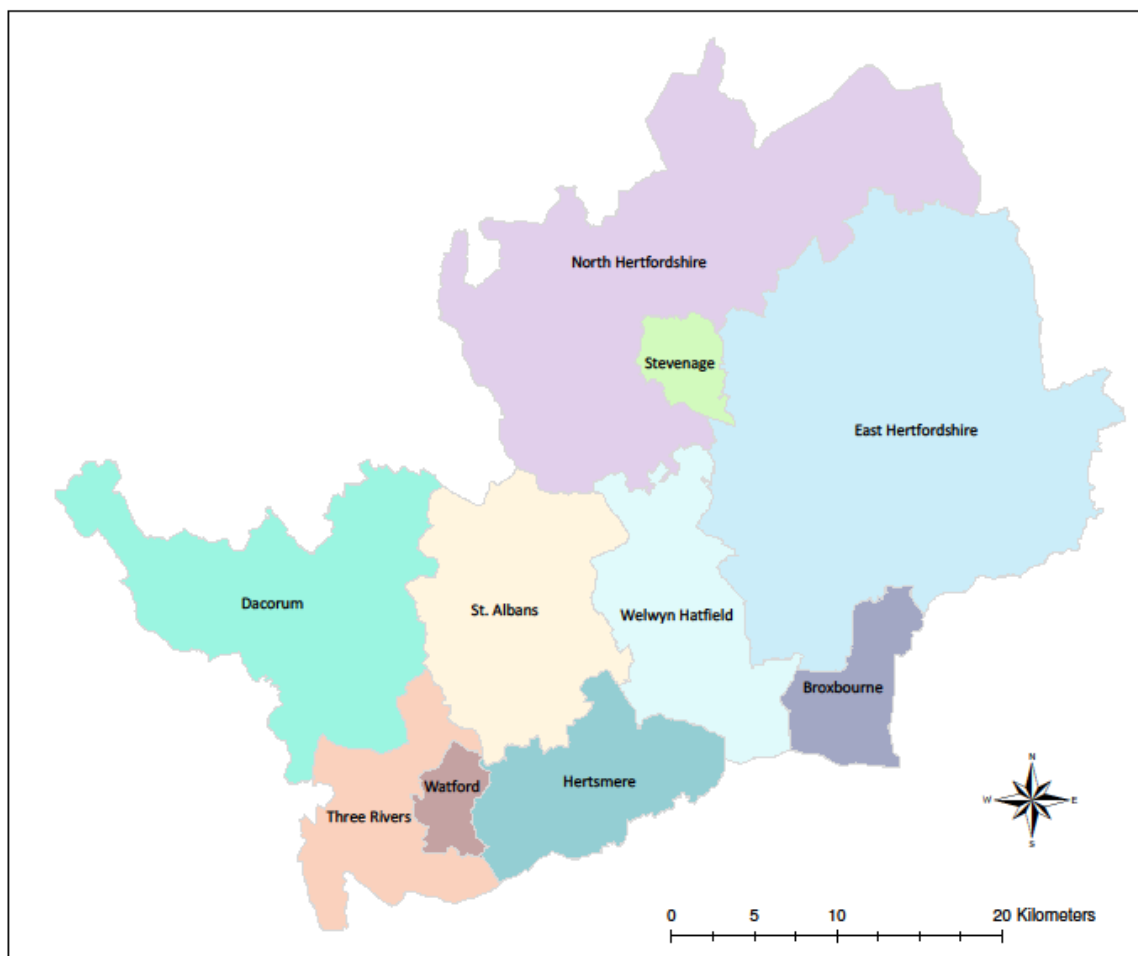 North Hertfordshire
Stevenage
East Hertfordshire
Dacorum
St. Albans
Welwyn Hatfield
Broxbourne
Watford
Hertsmere
Three Rivers
N
W E
S
0 5 10 20 Kilometers